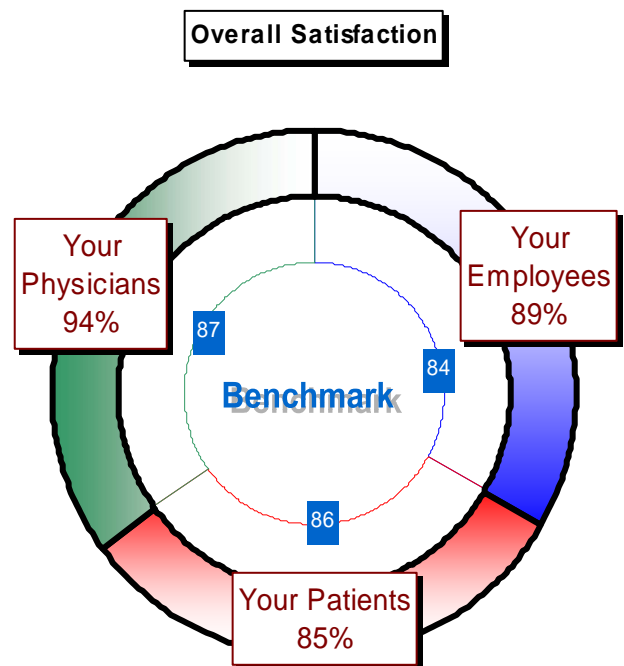 Overall Satisfaction
Your
Physicians
94%
Your
Employees
89%
87
84
Benchmark
86
Your Patients
85%